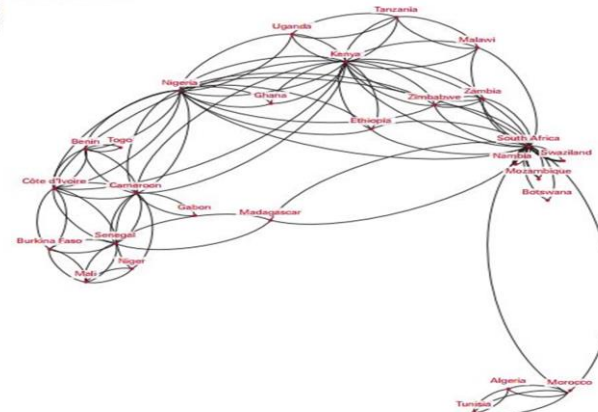 Tanzania
Uganda
Malawi
Kenya
Nigeria
Ghana
Zimbabwe
Zambia
Ethiopia
South Africa
Benin
Togo
Nambia
Swaziland
Mozambique
Côte d'Ivoire
Cameroon
Botswana
Gabon
Madagascar
Senegal
Burkina Faso
Niger
Mali
Algeria
Morocco
Tunisia